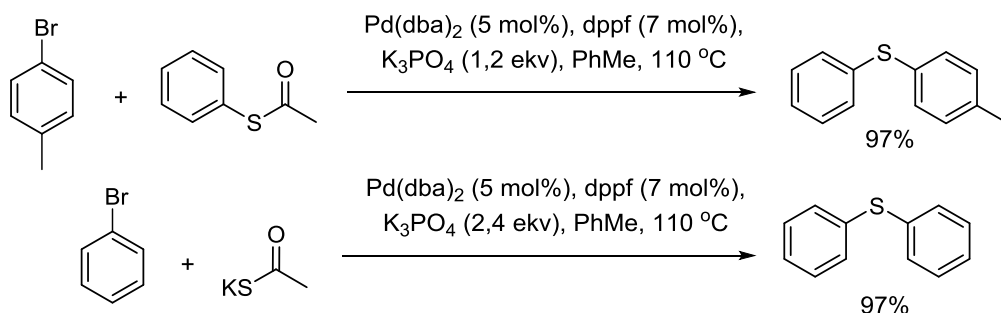 Br
+
S
O
Pd(dba)₂ (5 mol%), dppf (7 mol%),
K₃PO₄ (1,2 ekv), PhMe, 110 °C
S
97%
Br
+
KS
O
Pd(dba)₂ (5 mol%), dppf (7 mol%),
K₃PO₄ (2,4 ekv), PhMe, 110 °C
S
97%